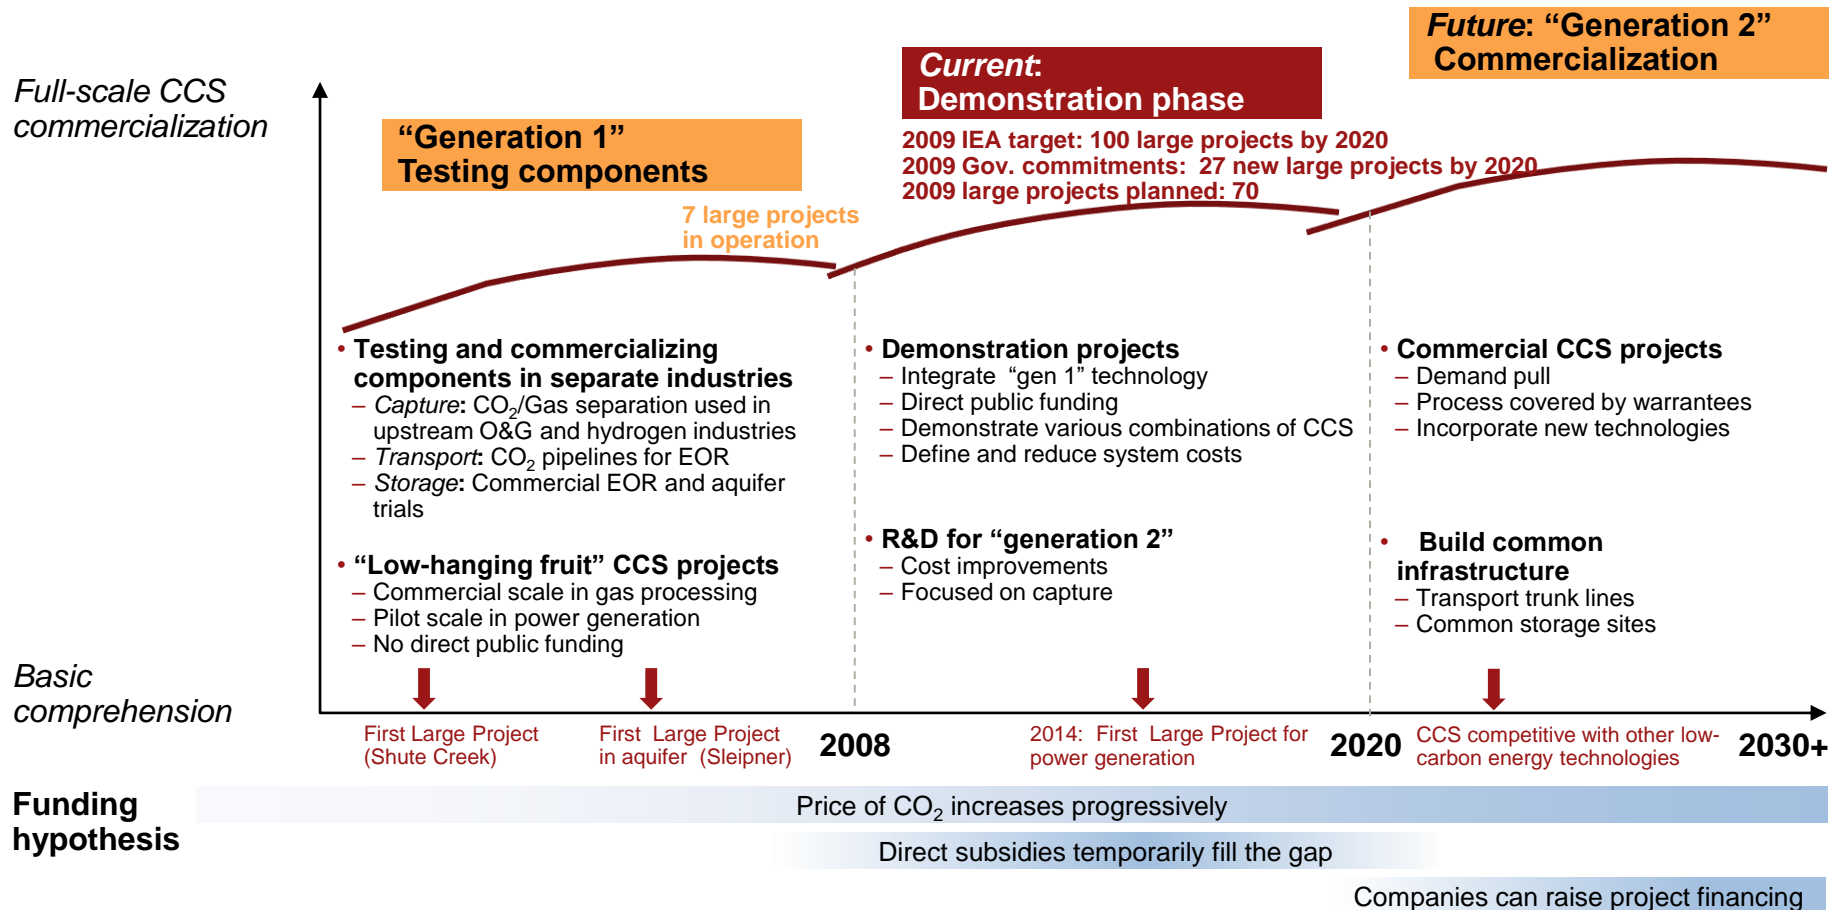 Full-scale CCS
commercialization
“Generation 1”
Testing components
7 large projects
in operation
Current:
Demonstration phase
2009 IEA target: 100 large projects by 2020
2009 Gov. commitments: 27 new large projects by 2020
2009 large projects planned: 70
Future: “Generation 2”
Commercialization
• Testing and commercializing
components in separate industries
– Capture: CO₂/Gas separation used in
upstream O&G and hydrogen industries
– Transport: CO₂ pipelines for EOR
– Storage: Commercial EOR and aquifer
trials
• “Low-hanging fruit” CCS projects
– Commercial scale in gas processing
– Pilot scale in power generation
– No direct public funding
• Demonstration projects
– Integrate “gen 1” technology
– Direct public funding
– Demonstrate various combinations of CCS
– Define and reduce system costs
• R&D for “generation 2”
– Cost improvements
– Focused on capture
• Commercial CCS projects
– Demand pull
– Process covered by warrantees
– Incorporate new technologies
• Build common
infrastructure
– Transport trunk lines
– Common storage sites
Basic
comprehension
First Large Project
(Shute Creek)
First Large Project
in aquifer (Sleipner)
2008
2014: First Large Project for
power generation
2020
CCS competitive with other low-
carbon energy technologies
2030+
Funding
hypothesis
Price of CO₂ increases progressively
Direct subsidies temporarily fill the gap
Companies can raise project financing